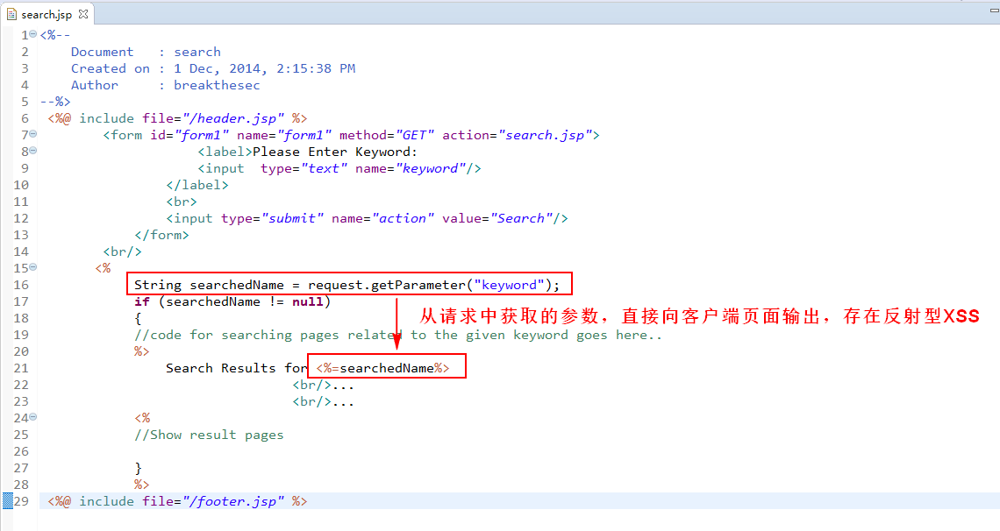 search.jsp
1 <%--
2 Document : search
3 Created on : 1 Dec, 2014, 2:15:38 PM
4 Author : breakthesec
5 --%>
6 <%@ include file="/header.jsp" %>
7 <form id="form1" name="form1" method="GET" action="search.jsp">
8 <label>Please Enter Keyword:
9 <input type="text" name="keyword"/>
10 </label>
11 <br>
12 <input type="submit" name="action" value="Search"/>
13 </form>
14 <br/>
15 <%
16 String searchedName = request.getParameter("keyword");
17 if (searchedName != null)
从请求中获取的参数，直接向客户端页面输出，存在反射型XSS
18 {
19 //code for searching pages related to the given keyword goes here..
20 %>
21 Search Results for <%=searchedName%>
22 <br/>...
23 <br/>...
24 <%
25 //Show result pages
26
27 }
28 %>
29 <%@ include file="/footer.jsp" %>